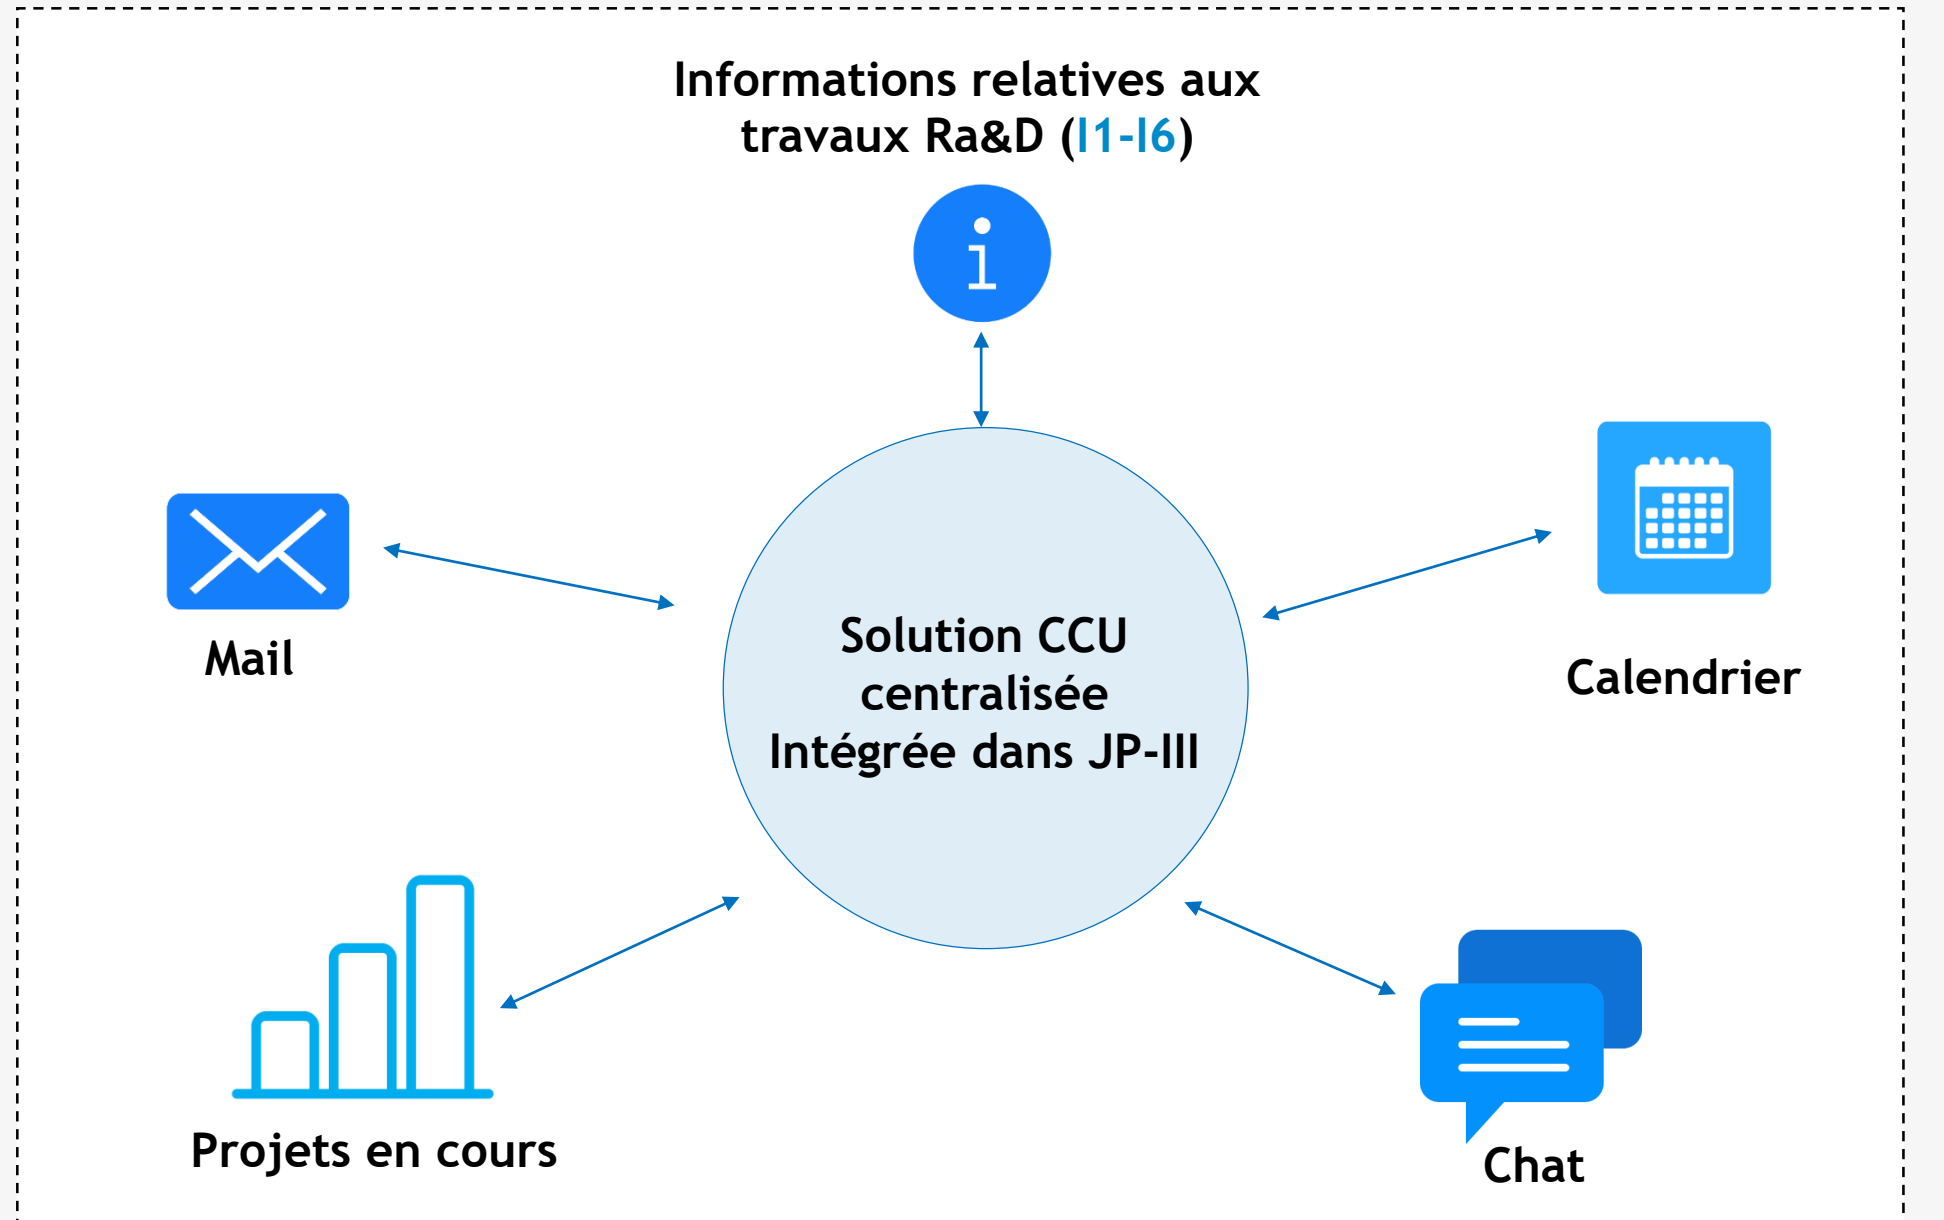 Informations relatives aux
travaux Ra&D (I1-I6)
i
Mail
Calendrier
Solution CCU
centralisée
Intégrée dans JP-III
Projets en cours
Chat